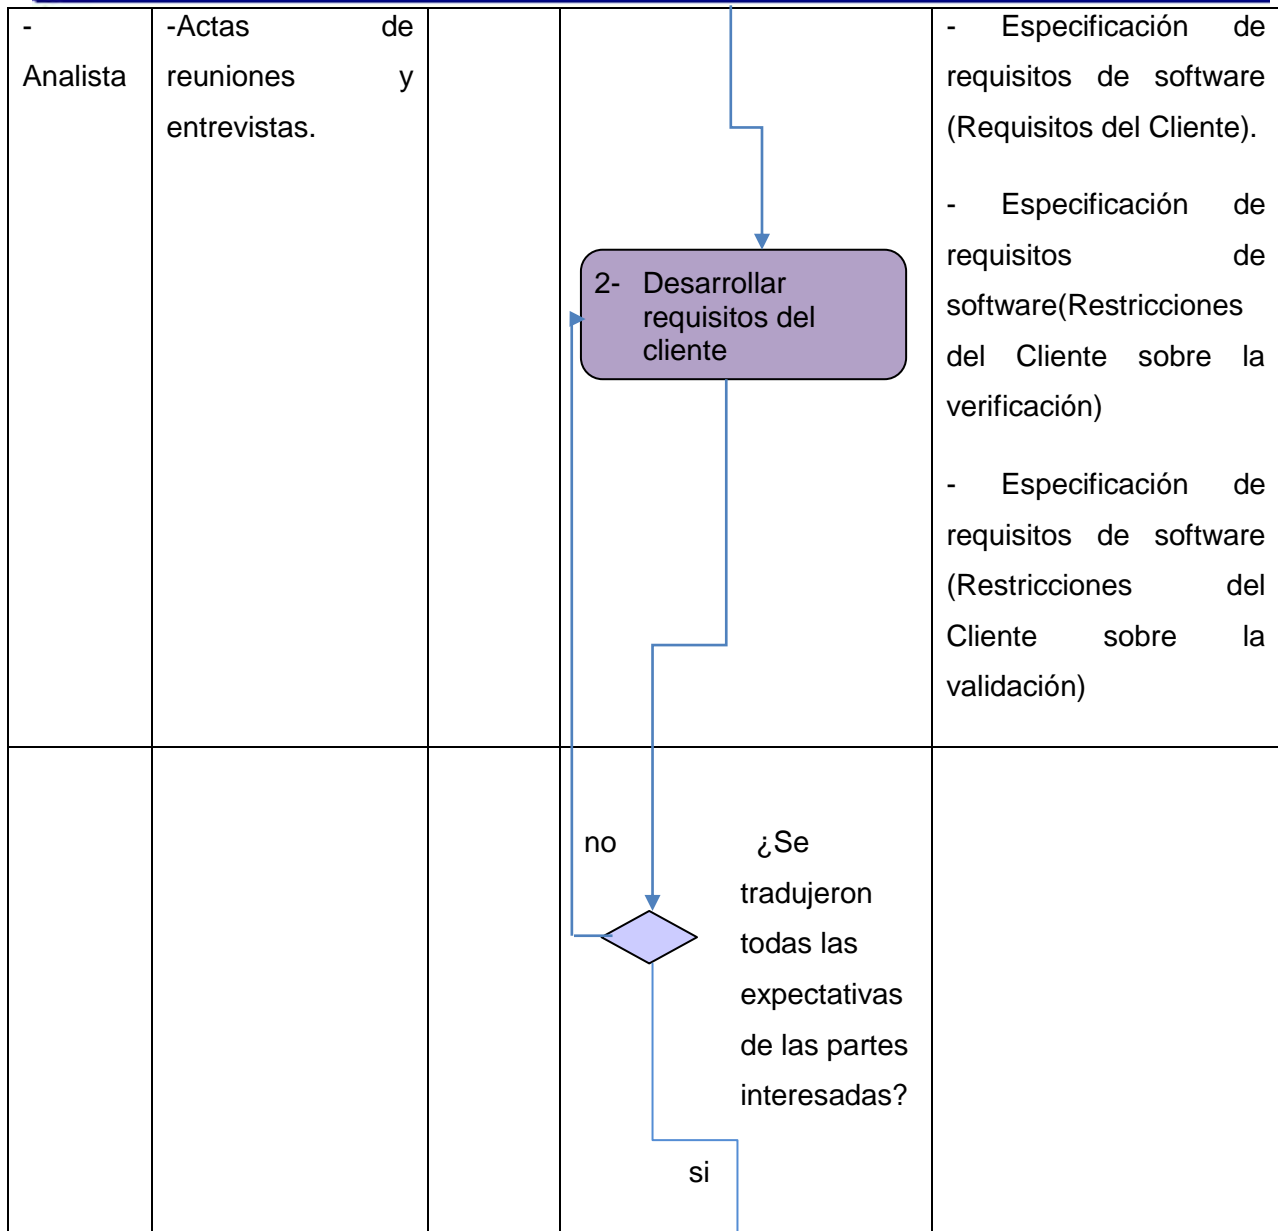 -
Analista
-Actas de
reuniones y
entrevistas.
2- Desarrollar
requisitos del
cliente
- Especificación de
requisitos de software
(Requisitos del Cliente).
- Especificación de
requisitos de
software(Restricciones
del Cliente sobre la
verificación)
- Especificación de
requisitos de software
(Restricciones del
Cliente sobre la
validación)
no
¿Se
tradujeron
todas las
expectativas
de las partes
interesadas?
si